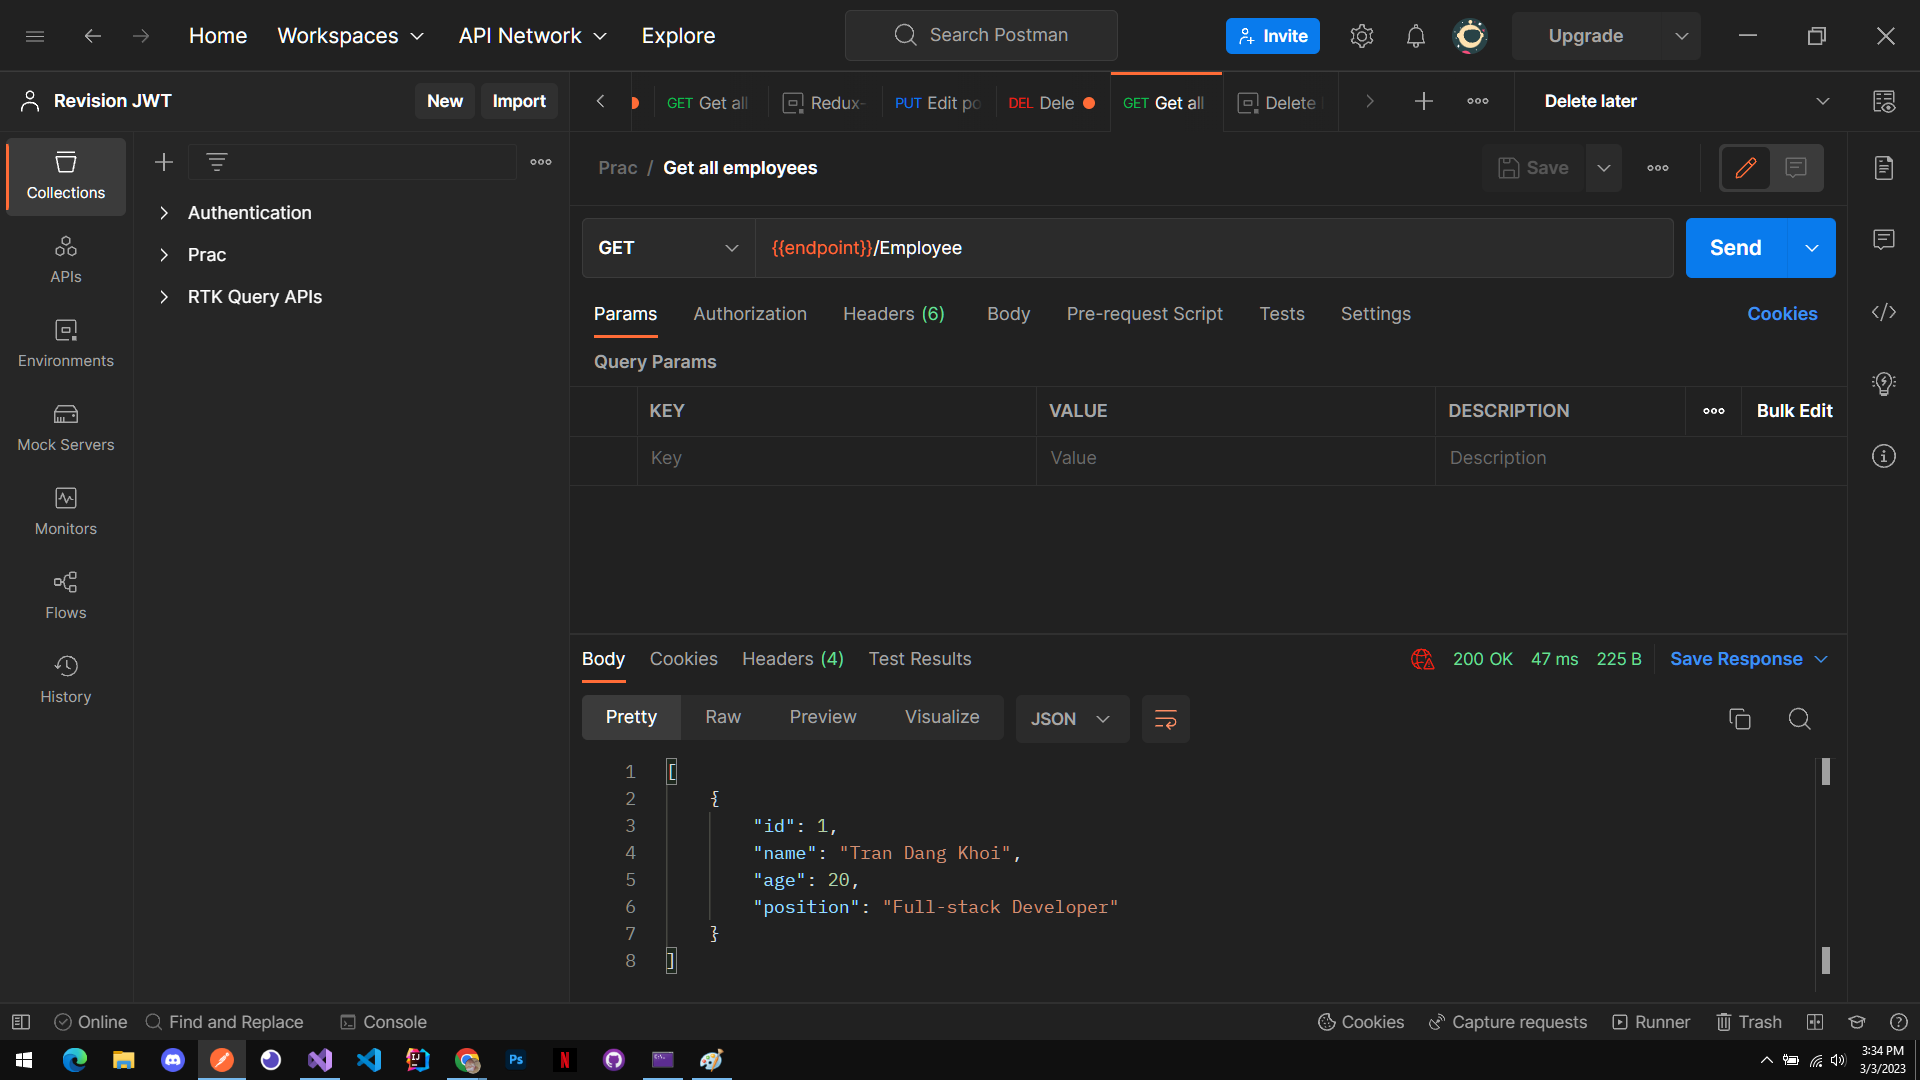 Home Workspaces API Network Explore Search Postman Invite Upgrade
Revision JWT New Import GET Get all Redux- PUT Edit po DEL Dele GET Get all Delete Delete later
Collections
APIs
Environments
Mock Servers
Monitors
Flows
History
Authentication
Prac
RTK Query APIs
Prac / Get all employees Save
GET {{endpoint}}/Employee Send
Params Authorization Headers (6) Body Pre-request Script Tests Settings Cookies
Query Params
KEY VALUE DESCRIPTION Bulk Edit
Key Value Description
Body Cookies Headers (4) Test Results 200 OK 47 ms 225 B Save Response
Pretty Raw Preview Visualize JSON
1 [
2 {
3 "id": 1,
4 "name": "Tran Dang Khoi",
5 "age": 20,
6 "position": "Full-stack Developer"
7 }
8 ]
Online Find and Replace Console Cookies Capture requests Runner Trash
Ps N
3:34 PM
3/3/2023